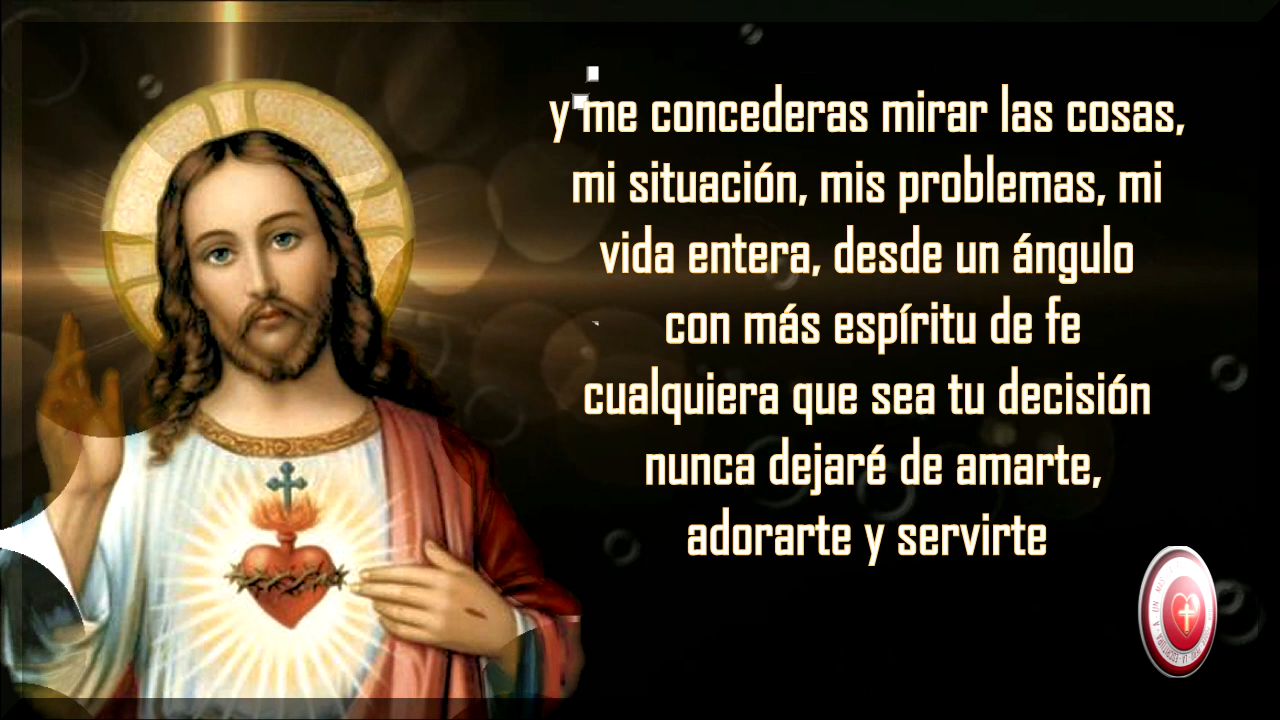 y me concederas mirar las cosas,
mi situación, mis problemas, mi
vida entera, desde un ángulo
con más espíritu de fe
cualquiera que sea tu decisión
nunca dejaré de amarte,
adorarte y servirte